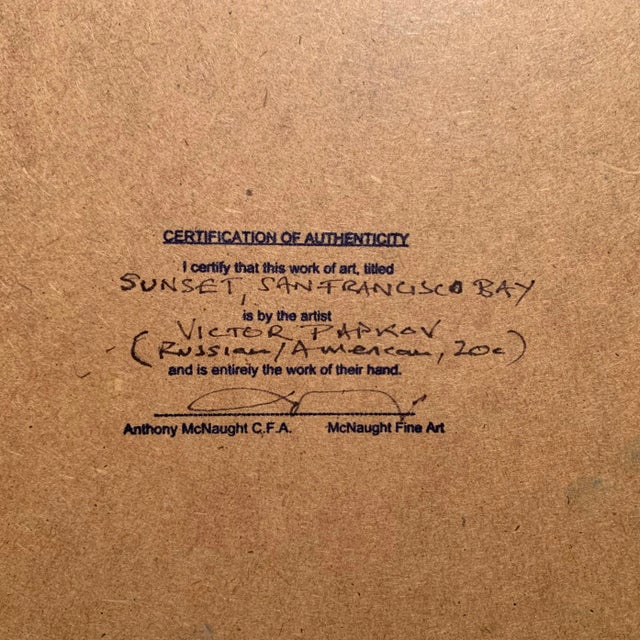 CERTIFICATION OF AUTHENTICITY
I certify that this work of art, titled
SUNSET, SAN FRANCISCO BAY
is by the artist
VICTOR PAPKOV
(Russian/American, 20c)
and is entirely the work of their hand.
Anthony McNaught C.F.A. McNaught Fine Art